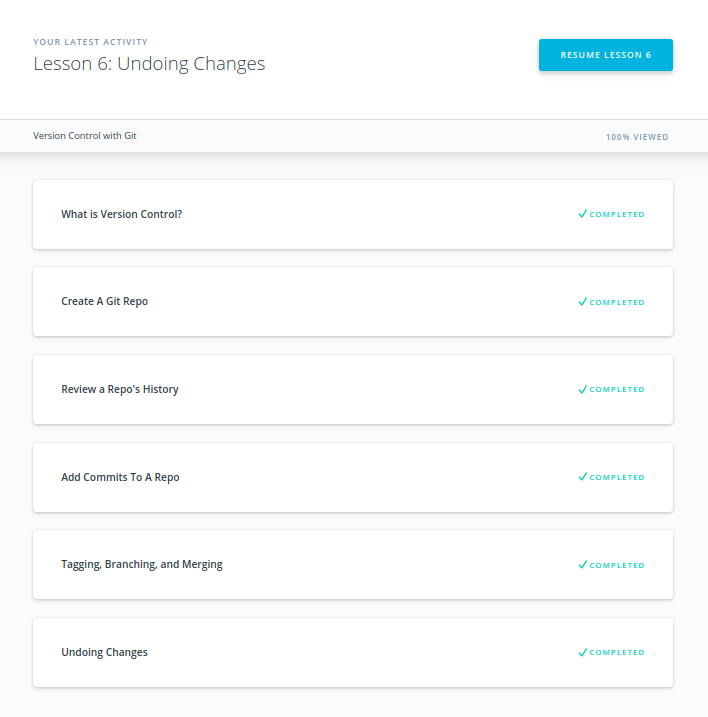 YOUR LATEST ACTIVITY
Lesson 6: Undoing Changes
RESUME LESSON 6
Version Control with Git
100% VIEWED
What is Version Control?
COMPLETED
Create A Git Repo
COMPLETED
Review a Repo's History
COMPLETED
Add Commits To A Repo
COMPLETED
Tagging, Branching, and Merging
COMPLETED
Undoing Changes
COMPLETED